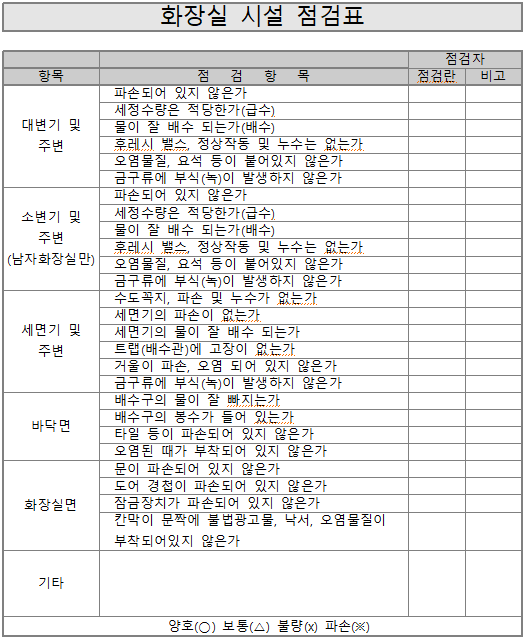 화장실 시설 점검표
점검자
항목 점 검 항 목 점검란 비고
대변기 및
주변
파손되어 있지 않은가
세정수량은 적당한가(급수)
물이 잘 배수 되는가(배수)
후레시 밸스, 정상작동 및 누수는 없는가
오염물질, 요석 등이 붙어있지 않은가
금구류에 부식(녹)이 발생하지 않은가
소변기 및
주변
(남자화장실만)
파손되어 있지 않은가
세정수량은 적당한가(급수)
물이 잘 배수 되는가(배수)
후레시 밸스, 정상작동 및 누수는 없는가
오염물질, 요석 등이 붙어있지 않은가
금구류에 부식(녹)이 발생하지 않은가
세면기 및
주변
수도꼭지, 파손 및 누수가 없는가
세면기의 파손이 없는가
세면기의 물이 잘 배수 되는가
트랩(배수관)에 고장이 없는가
거울이 파손, 오염 되어 있지 않은가
금구류에 부식(녹)이 발생하지 않은가
바닥면
배수구의 물이 잘 빠지는가
배수구의 봉수가 들어 있는가
타일 등이 파손되어 있지 않은가
오염된 때가 부착되어 있지 않은가
화장실면
문이 파손되어 있지 않은가
도어 경첩이 파손되어 있지 않은가
잠금장치가 파손되어 있지 않은가
칸막이 문짝에 불법광고물, 낙서, 오염물질이
부착되어있지 않은가
기타
양호(○) 보통(△) 불량(x) 파손(※)